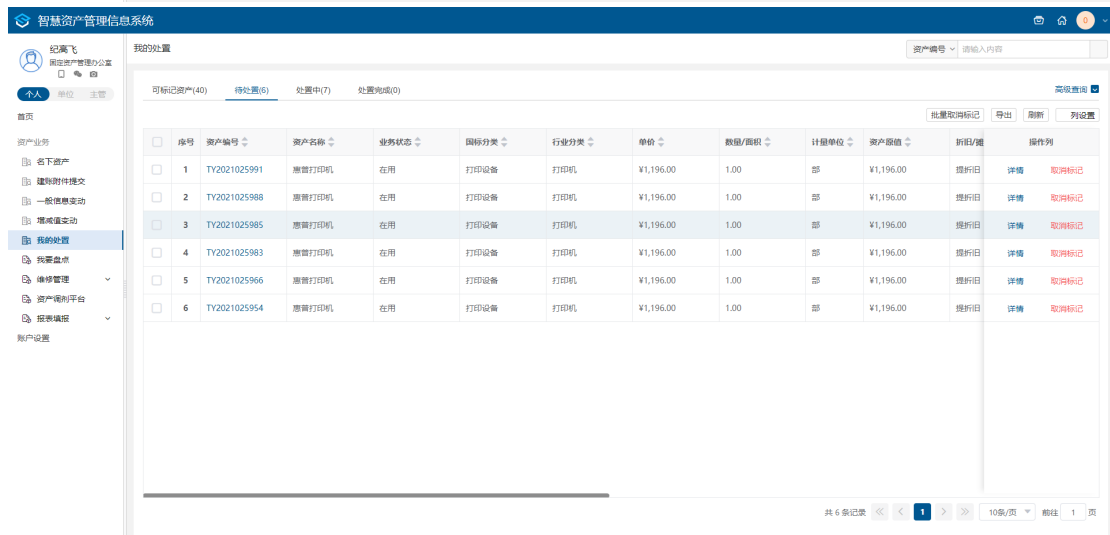 智慧资产管理信息系统
0
纪高飞
固定资产管理办公室
个人 单位 主管
首页
资产业务
名下资产
建账附件提交
一般信息变动
增减值变动
我的处置
我要盘点
维修管理
资产调剂平台
报表填报
账户设置
我的处置
资产编号 请输入内容
可标记资产(40) 待处置(6) 处置中(7) 处置完成(0)
高级查询
批量取消标记 导出 刷新 列设置
序号 资产编号 资产名称 业务状态 国标分类 行业分类 单价 数量/面积 计量单位 资产原值 折旧/摊 操作列
1 TY2021025991 惠普打印机 在用 打印设备 打印机 ¥1,196.00 1.00 部 ¥1,196.00 提折旧 详情 取消标记
2 TY2021025988 惠普打印机 在用 打印设备 打印机 ¥1,196.00 1.00 部 ¥1,196.00 提折旧 详情 取消标记
3 TY2021025985 惠普打印机 在用 打印设备 打印机 ¥1,196.00 1.00 部 ¥1,196.00 提折旧 详情 取消标记
4 TY2021025983 惠普打印机 在用 打印设备 打印机 ¥1,196.00 1.00 部 ¥1,196.00 提折旧 详情 取消标记
5 TY2021025966 惠普打印机 在用 打印设备 打印机 ¥1,196.00 1.00 部 ¥1,196.00 提折旧 详情 取消标记
6 TY2021025954 惠普打印机 在用 打印设备 打印机 ¥1,196.00 1.00 部 ¥1,196.00 提折旧 详情 取消标记
共 6 条记录 1 10条/页 前往 1 页